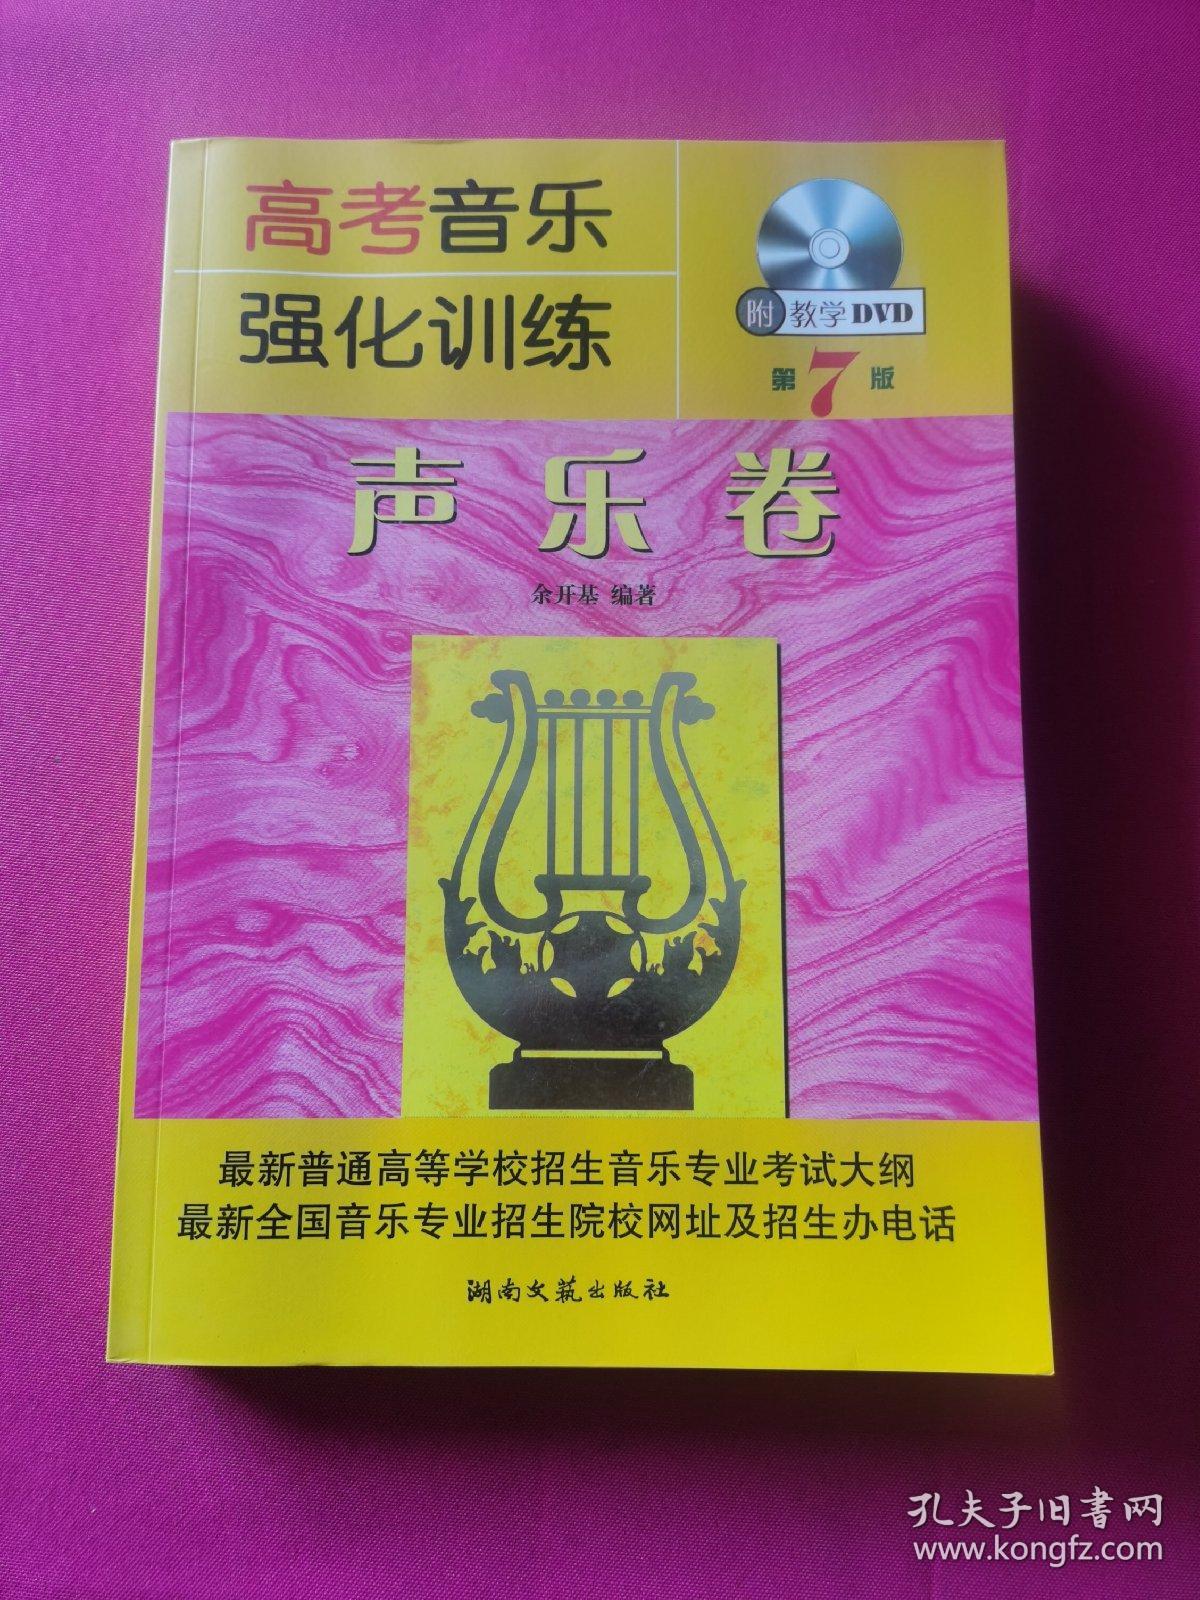 高考音乐
强化训练
附 教学DVD
第7版
声乐卷
余开基 编著
最新普通高等学校招生音乐专业考试大纲
最新全国音乐专业招生院校网址及招生办电话
湖南文艺出版社
孔夫子旧书网
www.kongfz.com